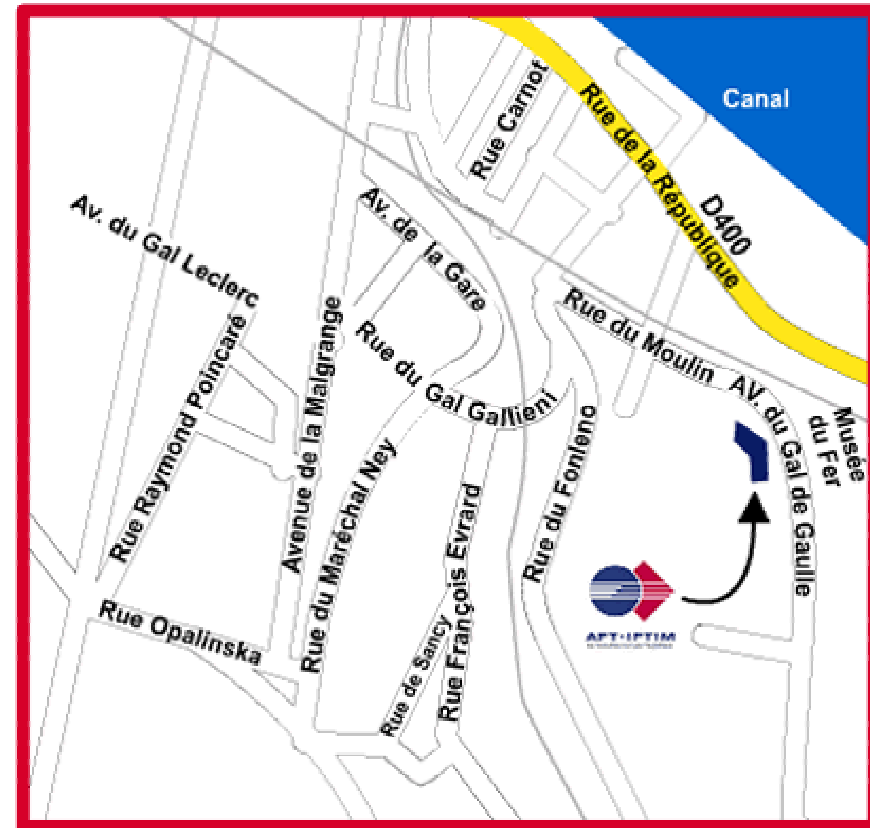 Canal
Rue Carnot
Rue de la République
D400
Av. du Gal Leclerc
Av. de la Gare
Rue du Moulin
AV. du Gal de Gaulle
Musée
du Fer
Rue du Gal Gallieni
Avenue de la Malgrange
Rue Raymond Poincaré
Rue du Maréchal Ney
Rue du Fonteno
Rue François Evrard
Rue de Sancy
Rue Opalinska
AFT-IFTIM